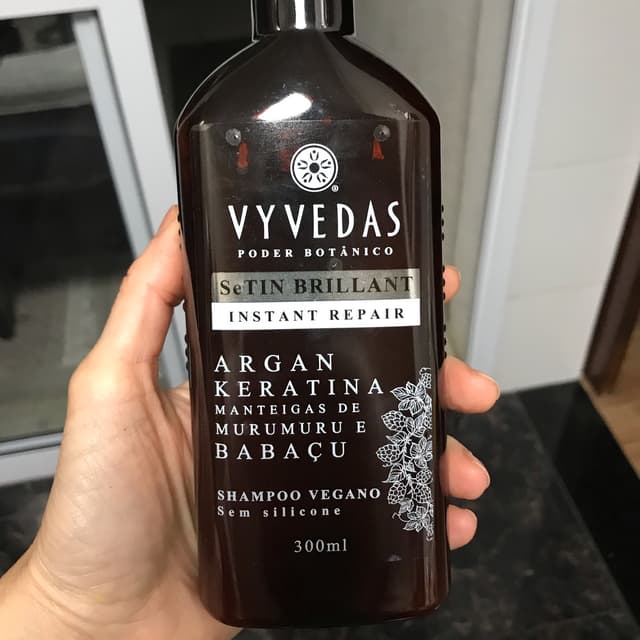 VYVEDAS
PODER BOTÂNICO
SeTIN BRILLANT
INSTANT REPAIR
ARGAN
KERATINA
MANTEIGAS DE
MURUMURU E
BABAÇU
SHAMPOO VEGANO
Sem silicone
300ml